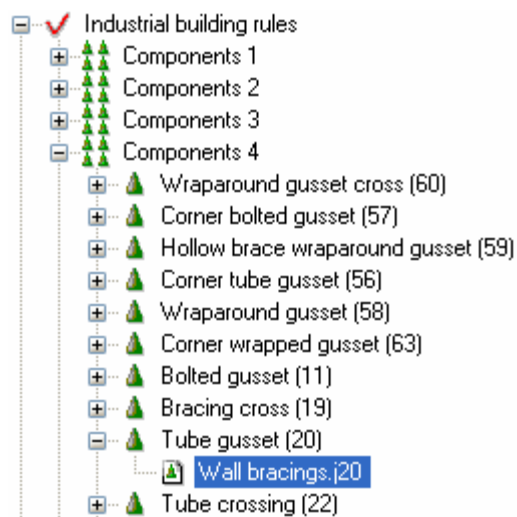 Industrial building rules
Components 1
Components 2
Components 3
Components 4
Wraparound gusset cross (60)
Corner bolted gusset (57)
Hollow brace wraparound gusset (59)
Corner tube gusset (56)
Wraparound gusset (58)
Corner wrapped gusset (63)
Bolted gusset (11)
Bracing cross (19)
Tube gusset (20)
Wall bracings.j20
Tube crossing (22)